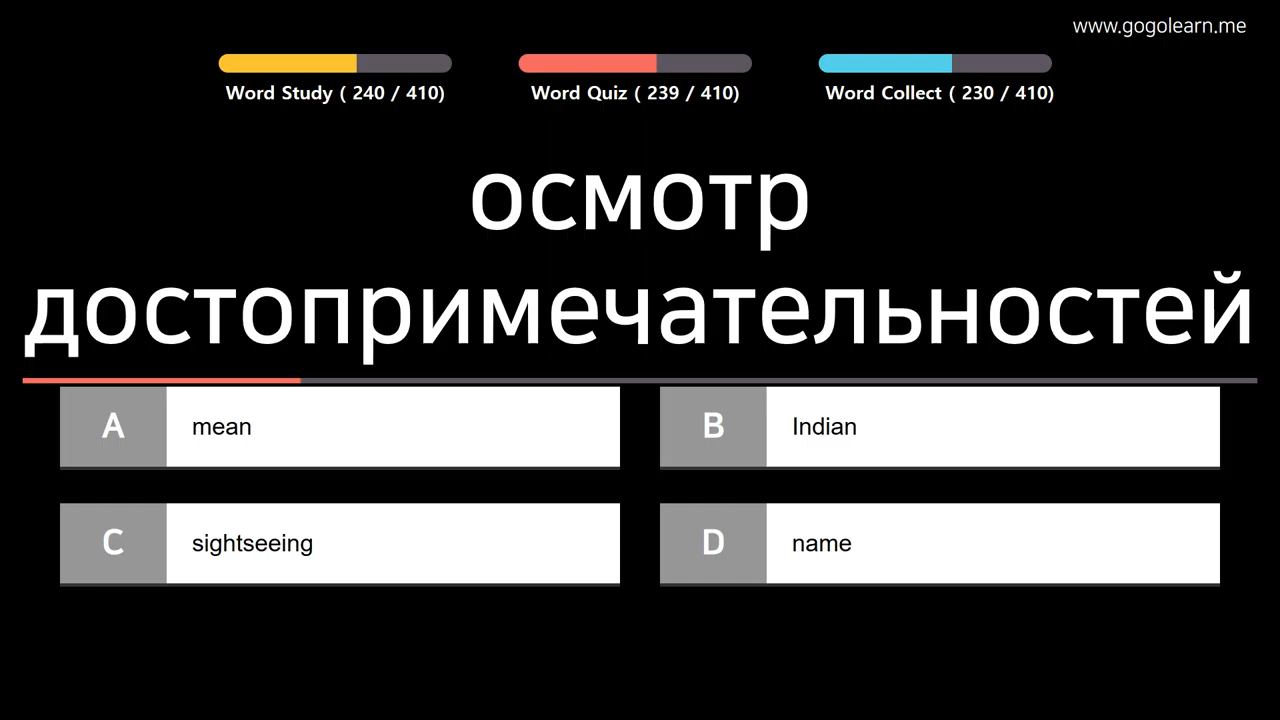 www.gogolearn.me
Word Study ( 240 / 410)
Word Quiz ( 239 / 410)
Word Collect ( 230 / 410)
осмотр
достопримечательностей
A mean
B Indian
C sightseeing
D name